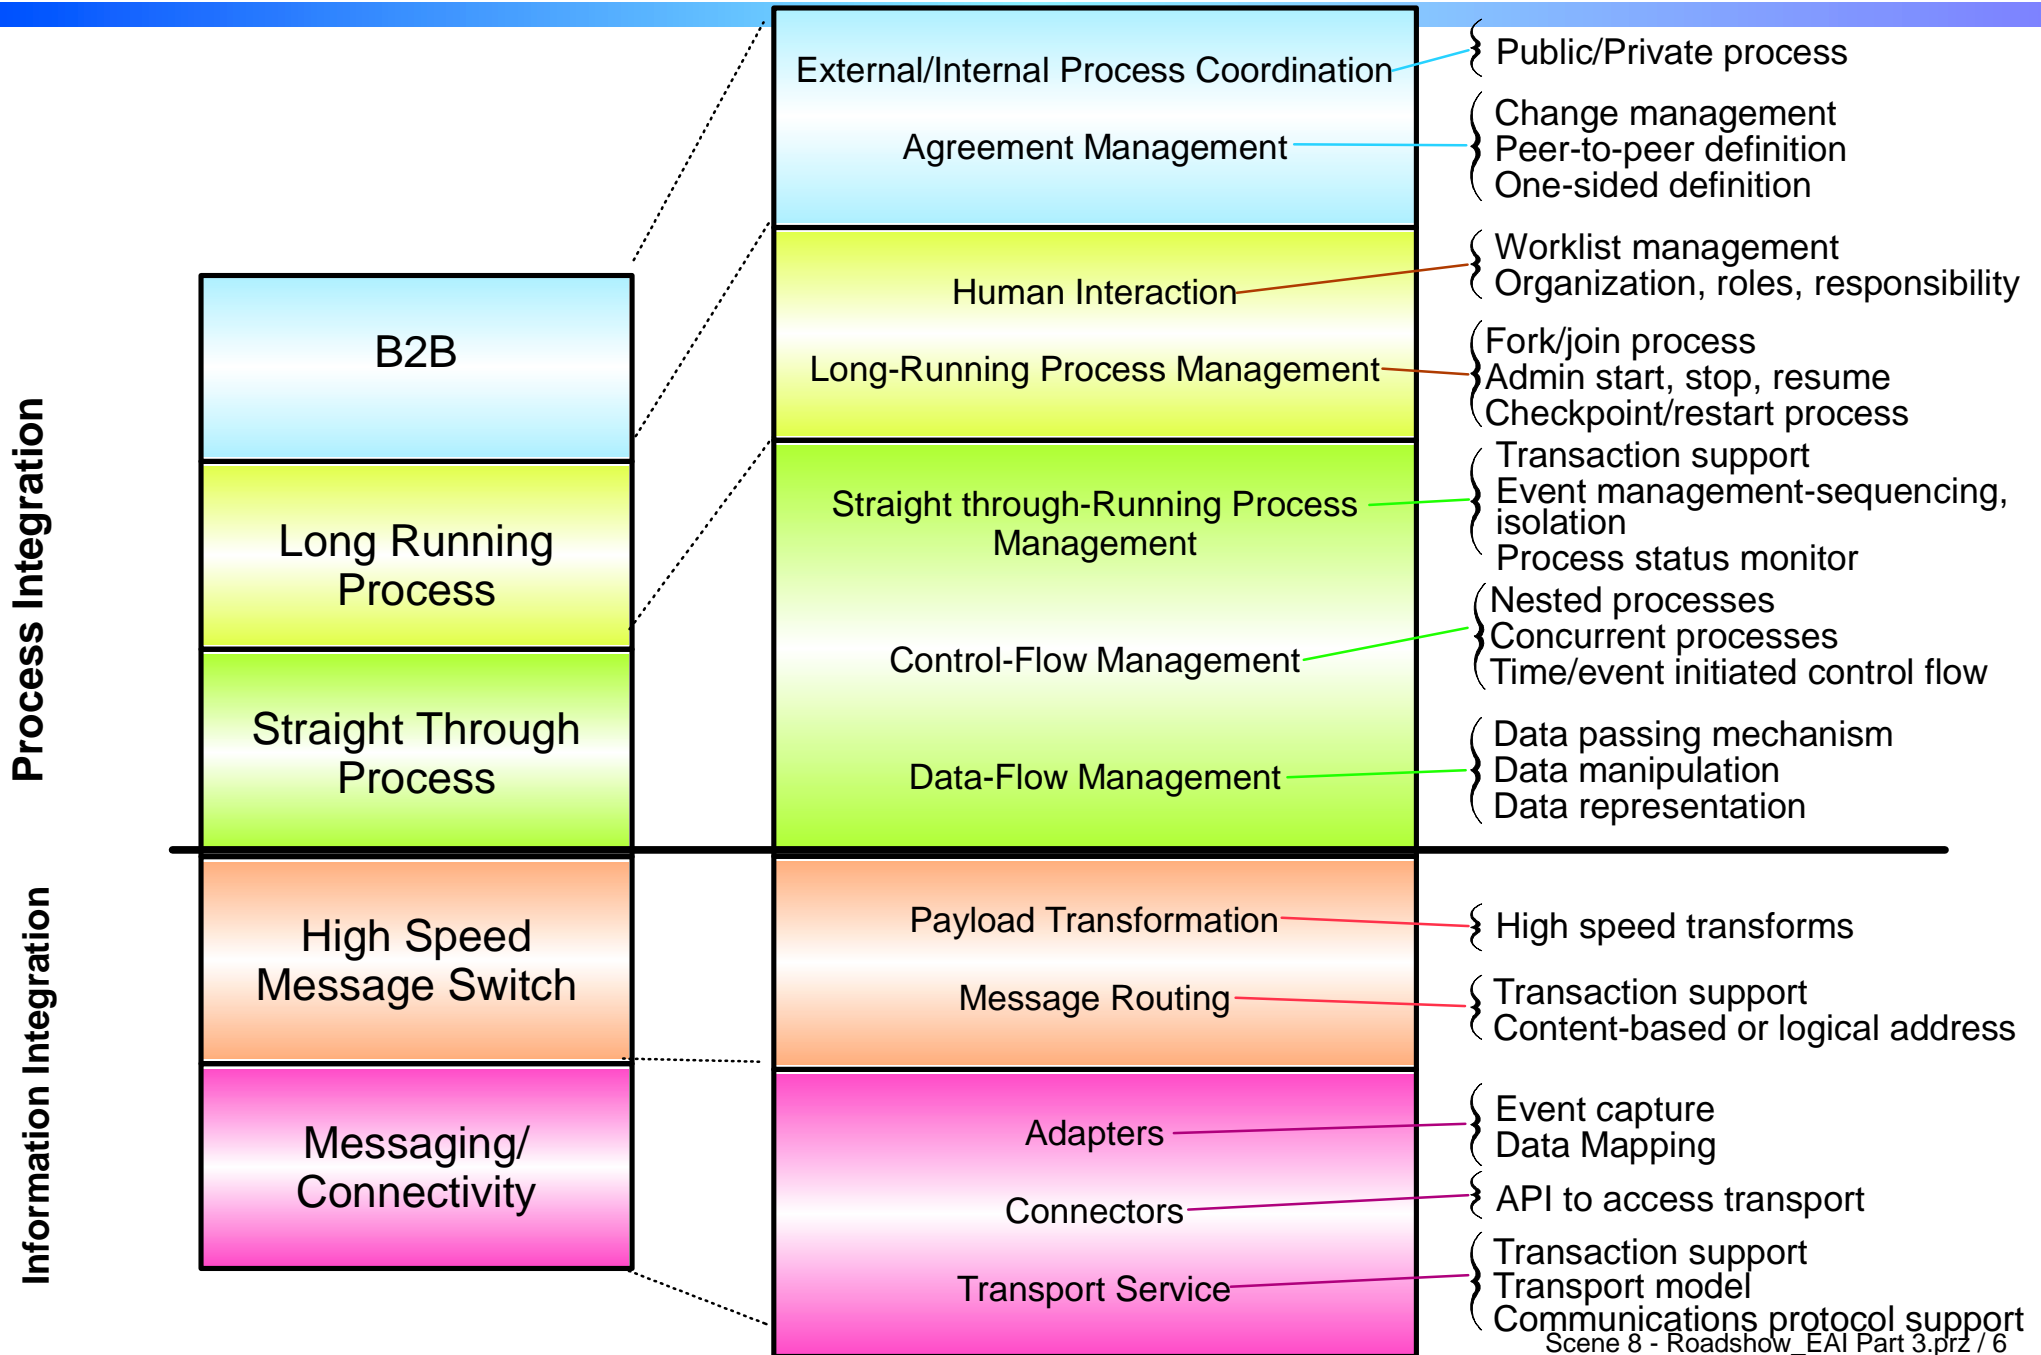 Process Integration
Information Integration
B2B
Long Running
Process
Straight Through
Process
High Speed
Message Switch
Messaging/
Connectivity
External/Internal Process Coordination
Agreement Management
Human Interaction
Long-Running Process Management
Straight through-Running Process
Management
Control-Flow Management
Data-Flow Management
Payload Transformation
Message Routing
Adapters
Connectors
Transport Service
Public/Private process
Change management
Peer-to-peer definition
One-sided definition
Worklist management
Organization, roles, responsibility
Fork/join process
Admin start, stop, resume
Checkpoint/restart process
Transaction support
Event management-sequencing,
isolation
Process status monitor
Nested processes
Concurrent processes
Time/event initiated control flow
Data passing mechanism
Data manipulation
Data representation
High speed transforms
Transaction support
Content-based or logical address
Event capture
Data Mapping
API to access transport
Transaction support
Transport model
Communications protocol support
Scene 8 - Roadshow_EAI Part 3.prz / 6